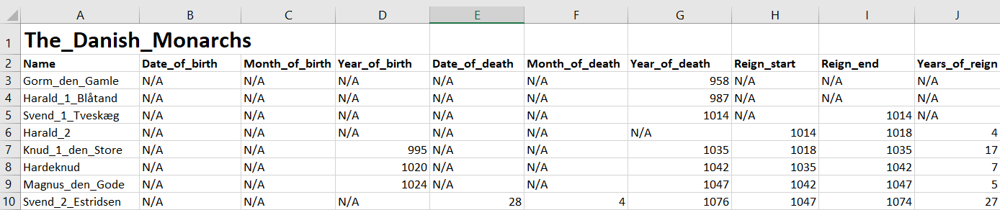 A B C D E F G H I J
1 The_Danish_Monarchs
2 Name Date_of_birth Month_of_birth Year_of_birth Date_of_death Month_of_death Year_of_death Reign_start Reign_end Years_of_reign
3 Gorm_den_Gamle N/A N/A N/A N/A N/A 958 N/A N/A N/A
4 Harald_1_Blåtand N/A N/A N/A N/A N/A 987 N/A N/A N/A
5 Svend_1_Tveskæg N/A N/A N/A N/A N/A 1014 N/A 1014 N/A
6 Harald_2 N/A N/A N/A N/A N/A N/A 1014 1018 4
7 Knud_1_den_Store N/A N/A 995 N/A N/A 1035 1018 1035 17
8 Hardeknud N/A N/A 1020 N/A N/A 1042 1035 1042 7
9 Magnus_den_Gode N/A N/A 1024 N/A N/A 1047 1042 1047 5
10 Svend_2_Estridsen N/A N/A N/A 28 4 1076 1047 1074 27